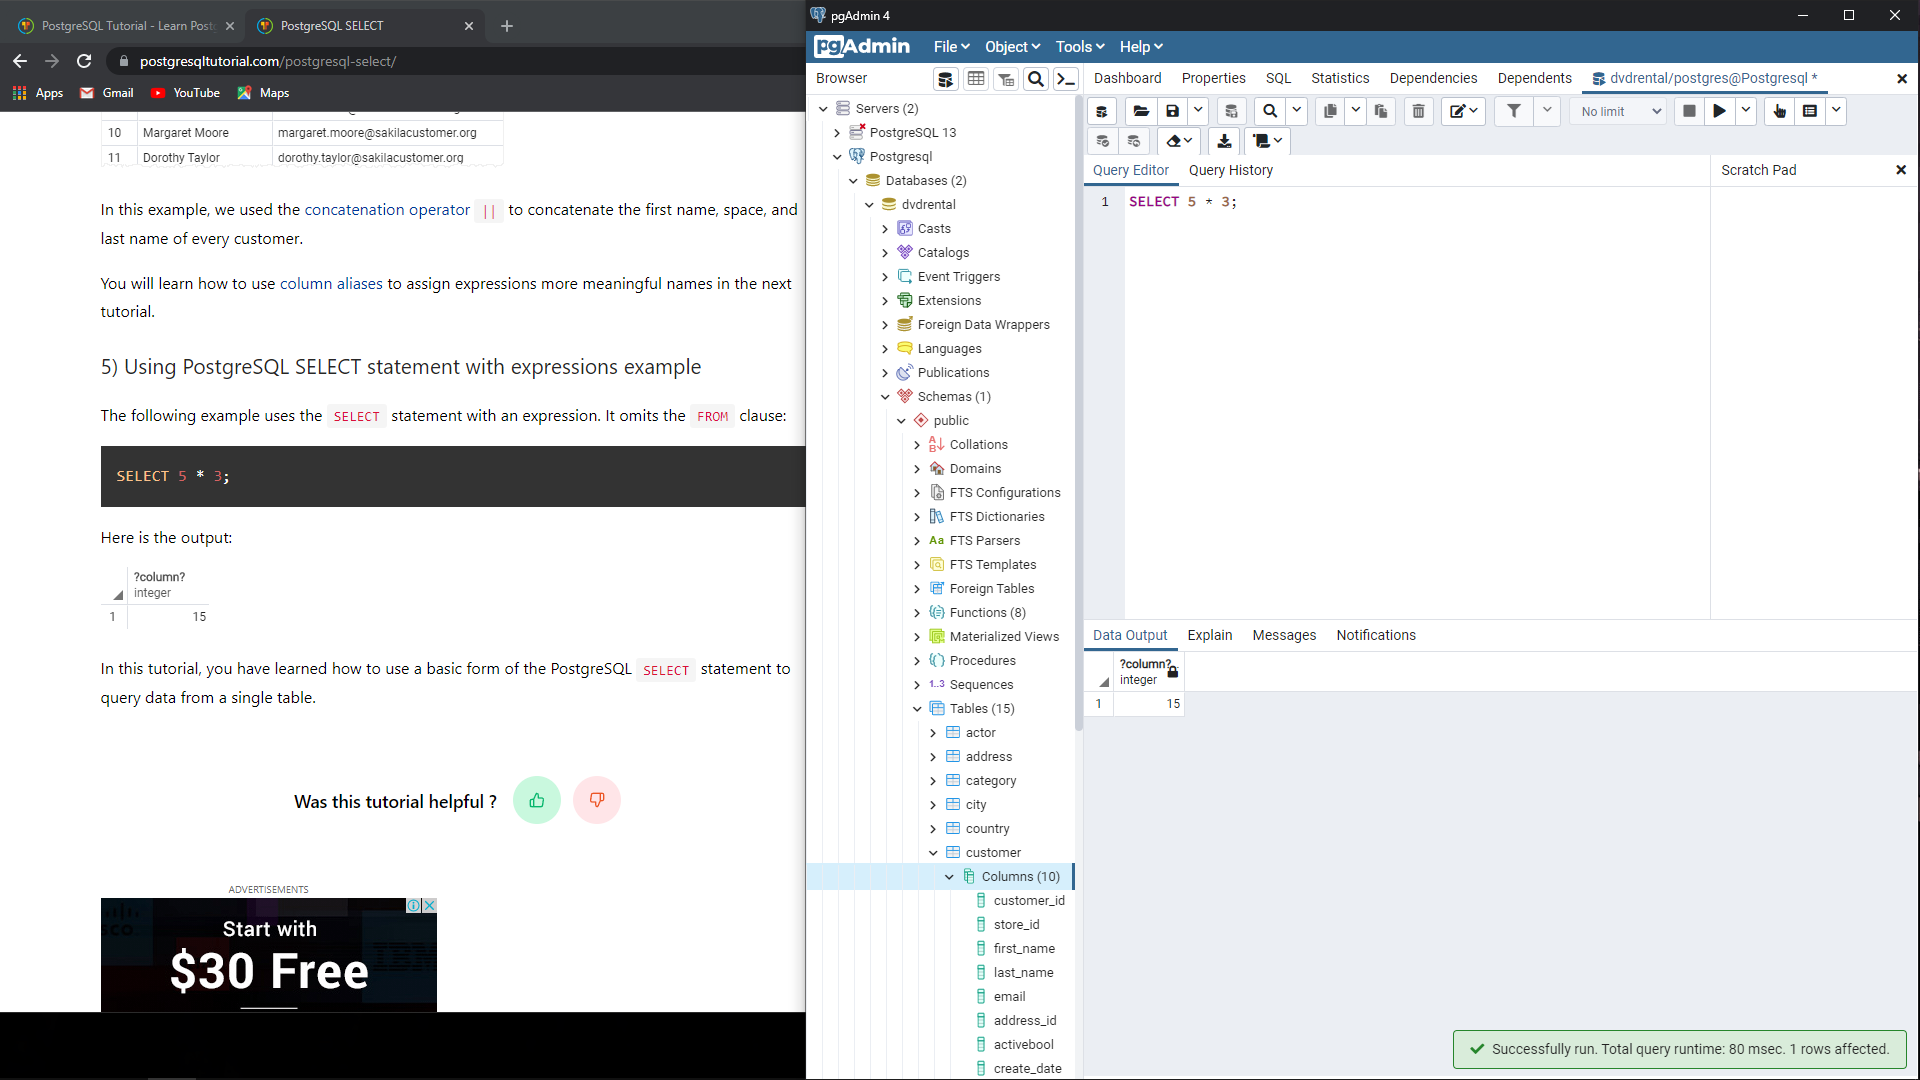 PostgreSQL Tutorial - Learn Post
PostgreSQL SELECT
postgresqltutorial.com/postgresql-select/
Apps
Gmail
YouTube
Maps
10 Margaret Moore margaret.moore@sakilacustomer.org
11 Dorothy Taylor dorothy.taylor@sakilacustomer.org
In this example, we used the concatenation operator || to concatenate the first name, space, and
last name of every customer.
You will learn how to use column aliases to assign expressions more meaningful names in the next
tutorial.
5) Using PostgreSQL SELECT statement with expressions example
The following example uses the SELECT statement with an expression. It omits the FROM clause:
SELECT 5 * 3;
Here is the output:
?column?
integer
1 15
In this tutorial, you have learned how to use a basic form of the PostgreSQL SELECT statement to
query data from a single table.
Was this tutorial helpful ?
ADVERTISEMENTS
Start with
$30 Free
pgAdmin 4
pgAdmin File Object Tools Help
Browser
Servers (2)
PostgreSQL 13
Postgresql
Databases (2)
dvdrental
Casts
Catalogs
Event Triggers
Extensions
Foreign Data Wrappers
Languages
Publications
Schemas (1)
public
Collations
Domains
FTS Configurations
FTS Dictionaries
Aa FTS Parsers
FTS Templates
Foreign Tables
Functions (8)
Materialized Views
Procedures
1..3 Sequences
Tables (15)
actor
address
category
city
country
customer
Columns (10)
customer_id
store_id
first_name
last_name
email
address_id
activebool
create_date
Dashboard Properties SQL Statistics Dependencies Dependents dvdrental/postgres@Postgresql *
No limit
Query Editor Query History
Scratch Pad
1 SELECT 5 * 3;
Data Output Explain Messages Notifications
?column?
integer
1 15
Successfully run. Total query runtime: 80 msec. 1 rows affected.